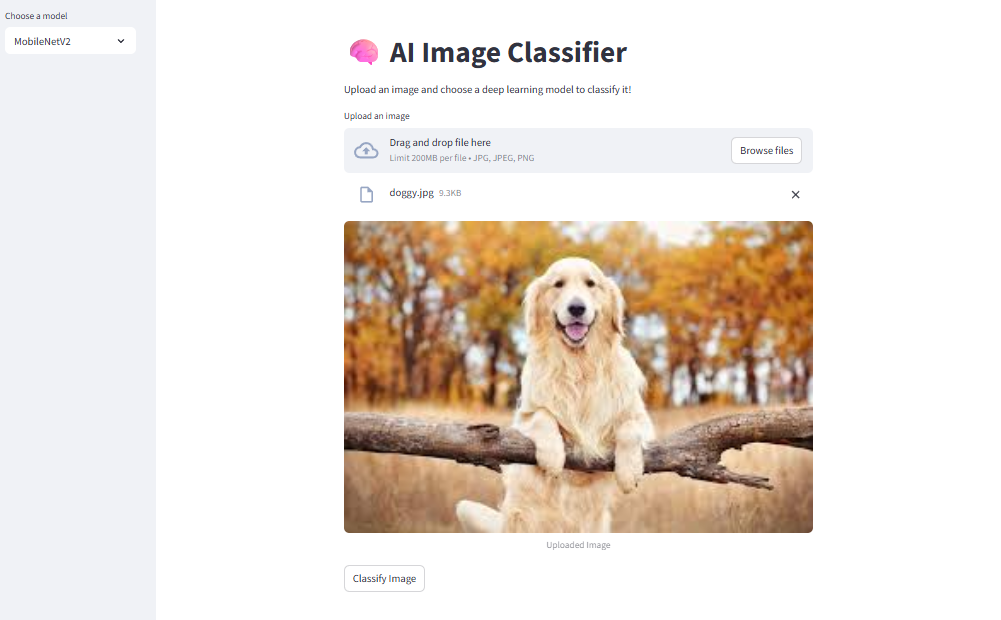 Choose a model
MobileNetV2
AI Image Classifier
Upload an image and choose a deep learning model to classify it!
Upload an image
Drag and drop file here
Limit 200MB per file • JPG, JPEG, PNG
Browse files
doggy.jpg 9.3KB
Uploaded Image
Classify Image